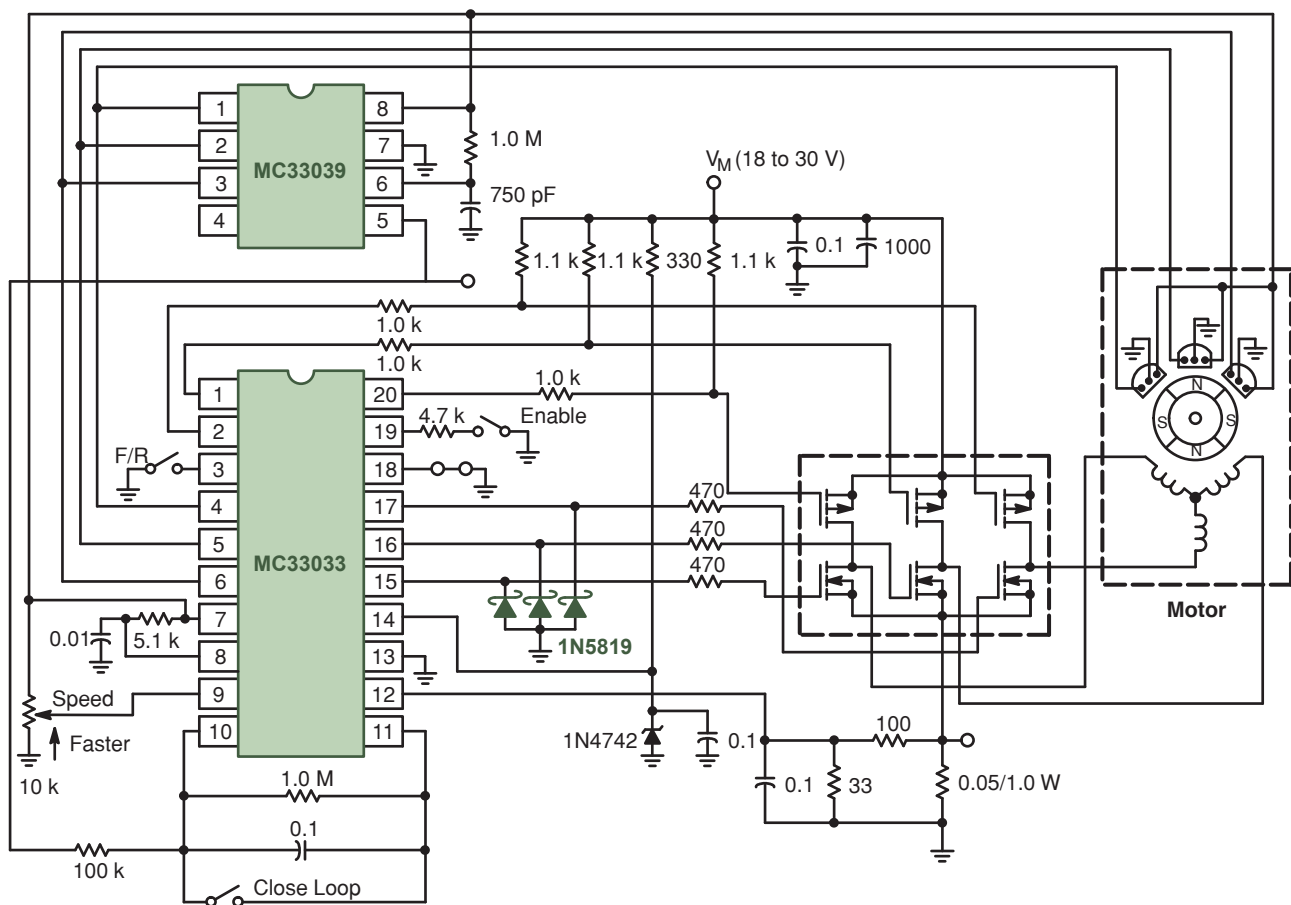 1
8
2
7
1.0 M
MC33039
3
6
750 pF
4
5
VM (18 to 30 V)
1.1 k
1.1 k
330
1.1 k
0.1
1000
1.0 k
1.0 k
1
20
1.0 k
Enable
2
19
4.7 k
F/R
3
18
4
17
470
5
16
470
MC33033
6
15
470
7
14
0.01
5.1 k
8
13
1N5819
9
12
Speed
10
11
Faster
10 k
1N4742
0.1
100
0.1
33
0.05/1.0 W
1.0 M
0.1
100 k
Close Loop
N
S
S
N
Motor